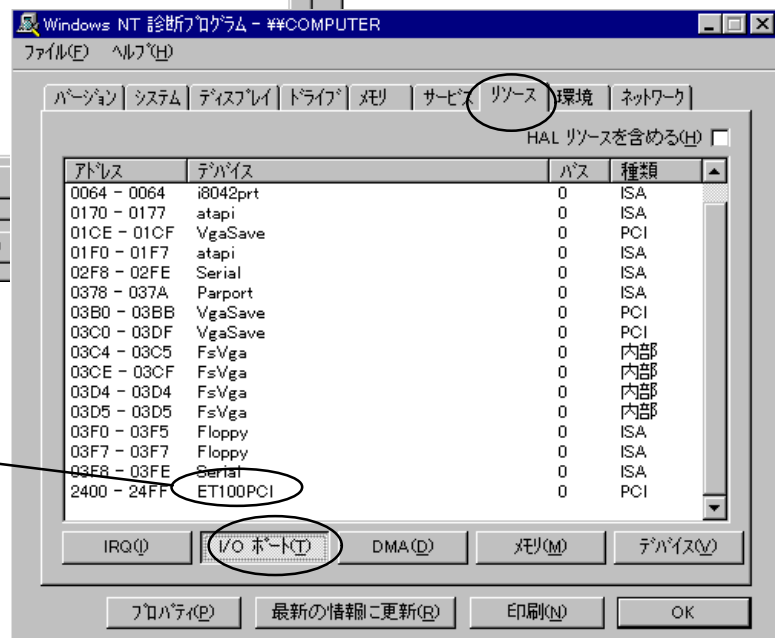 Windows NT 診断ﾌﾟﾛｸﾞﾗﾑ - ¥¥COMPUTER
ﾌｧｲﾙ(F) ﾍﾙﾌﾟ(H)
ﾊﾞｰｼﾞｮﾝ ｼｽﾃﾑ ﾃﾞｨｽﾌﾟﾚｲ ﾄﾞﾗｲﾌﾞ ﾒﾓﾘ ｻｰﾋﾞｽ ﾘｿｰｽ 環境 ﾈｯﾄﾜｰｸ
HAL ﾘｿｰｽを含める(H)
ｱﾄﾞﾚｽ ﾃﾞﾊﾞｲｽ ﾊﾞｽ 種類
0064 - 0064 i8042prt 0 ISA
0170 - 0177 atapi 0 ISA
01CE - 01CF VgaSave 0 PCI
01F0 - 01F7 atapi 0 ISA
02F8 - 02FE Serial 0 ISA
0378 - 037A Parport 0 ISA
03B0 - 03BB VgaSave 0 PCI
03C0 - 03DF VgaSave 0 PCI
03C4 - 03C5 FsVga 0 内部
03CE - 03CF FsVga 0 内部
03D4 - 03D4 FsVga 0 内部
03D5 - 03D5 FsVga 0 内部
03F0 - 03F5 Floppy 0 ISA
03F7 - 03F7 Floppy 0 ISA
03F8 - 03FE Serial 0 ISA
2400 - 24FF ET100PCI 0 PCI
IRQ(I) I/O ﾎﾟｰﾄ(T) DMA(D) ﾒﾓﾘ(M) ﾃﾞﾊﾞｲｽ(V)
ﾌﾟﾛﾊﾟﾃｨ(P) 最新の情報に更新(R) 印刷(N) OK